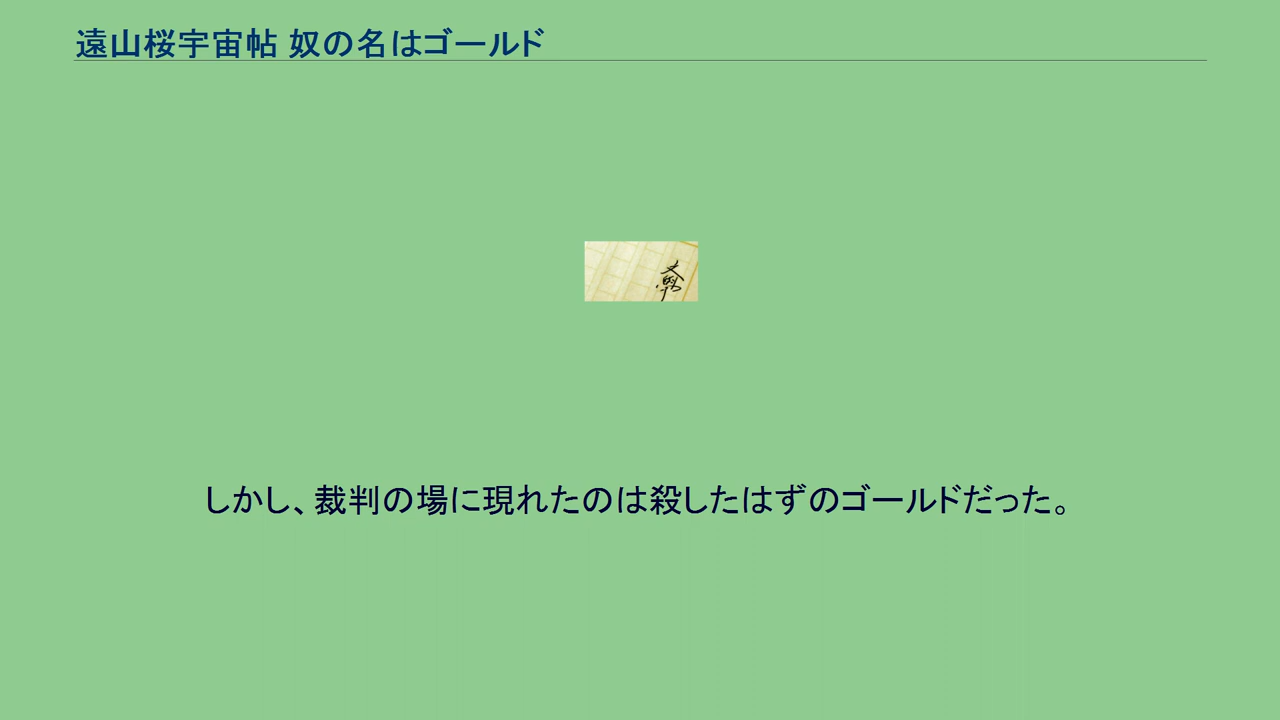 遠山桜宇宙帖 奴の名はゴールド
しかし、裁判の場に現れたのは殺したはずのゴールドだった。